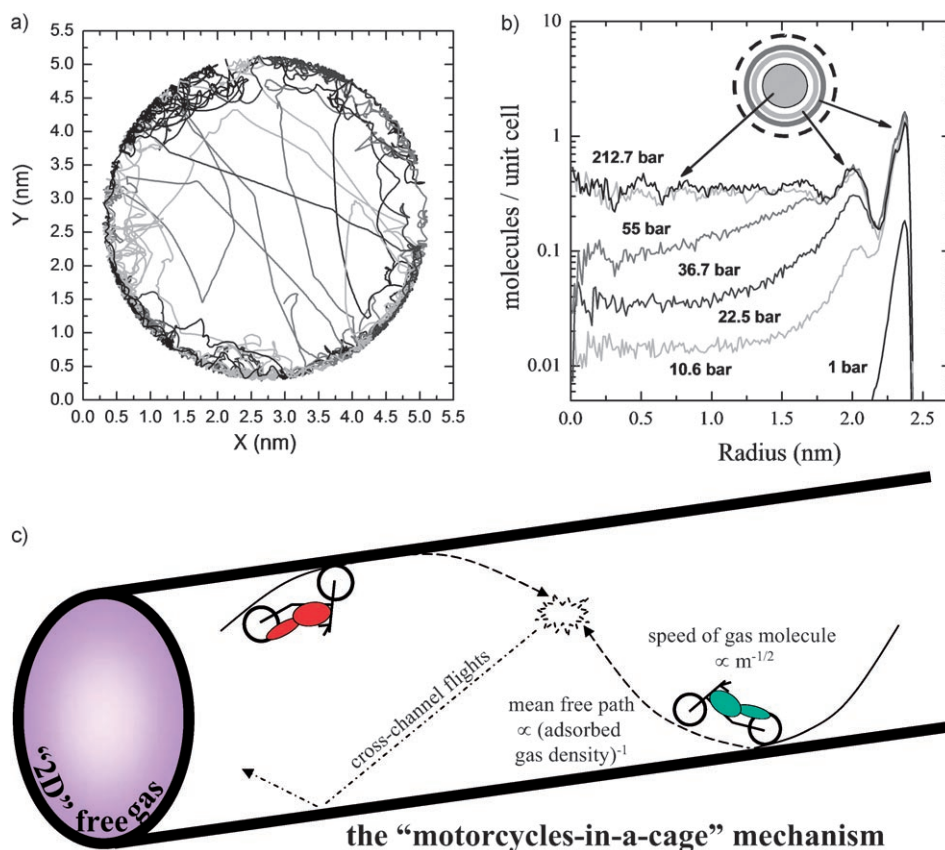 a)
5.5
5.0
4.5
4.0
3.5
3.0
2.5
2.0
1.5
1.0
0.5
0.0
Y (nm)
0.0 0.5 1.0 1.5 2.0 2.5 3.0 3.5 4.0 4.5 5.0 5.5
X (nm)
b)
10
1
0.1
0.01
molecules / unit cell
212.7 bar
55 bar
36.7 bar
22.5 bar
10.6 bar
1 bar
0.0 0.5 1.0 1.5 2.0 2.5
Radius (nm)
c)
"2D" free gas
cross-channel flights
mean free path
∝ (adsorbed
gas density)⁻¹
speed of gas molecule
∝ m⁻¹/²
the "motorcycles-in-a-cage" mechanism